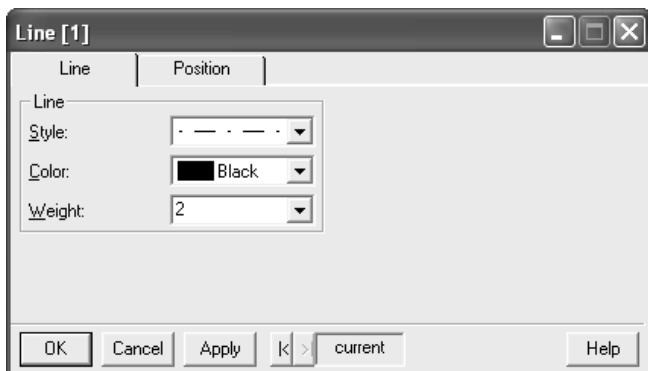 Line [1]
Line Position
Line
Style:
Color: Black
Weight: 2
OK Cancel Apply current Help